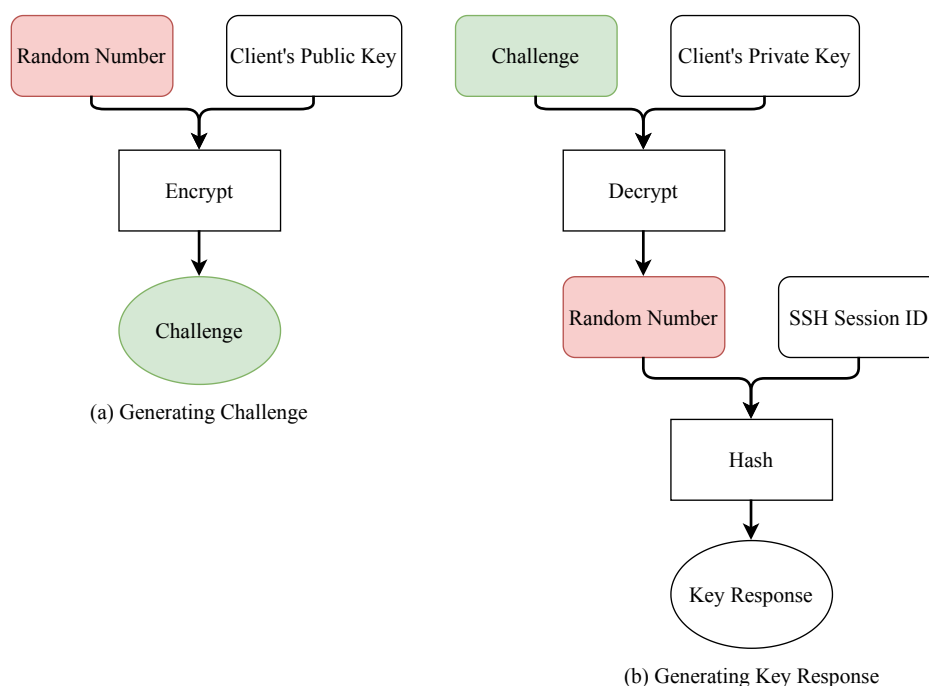 Random Number
Client's Public Key
Encrypt
Challenge
(a) Generating Challenge
Challenge
Client's Private Key
Decrypt
Random Number
SSH Session ID
Hash
Key Response
(b) Generating Key Response